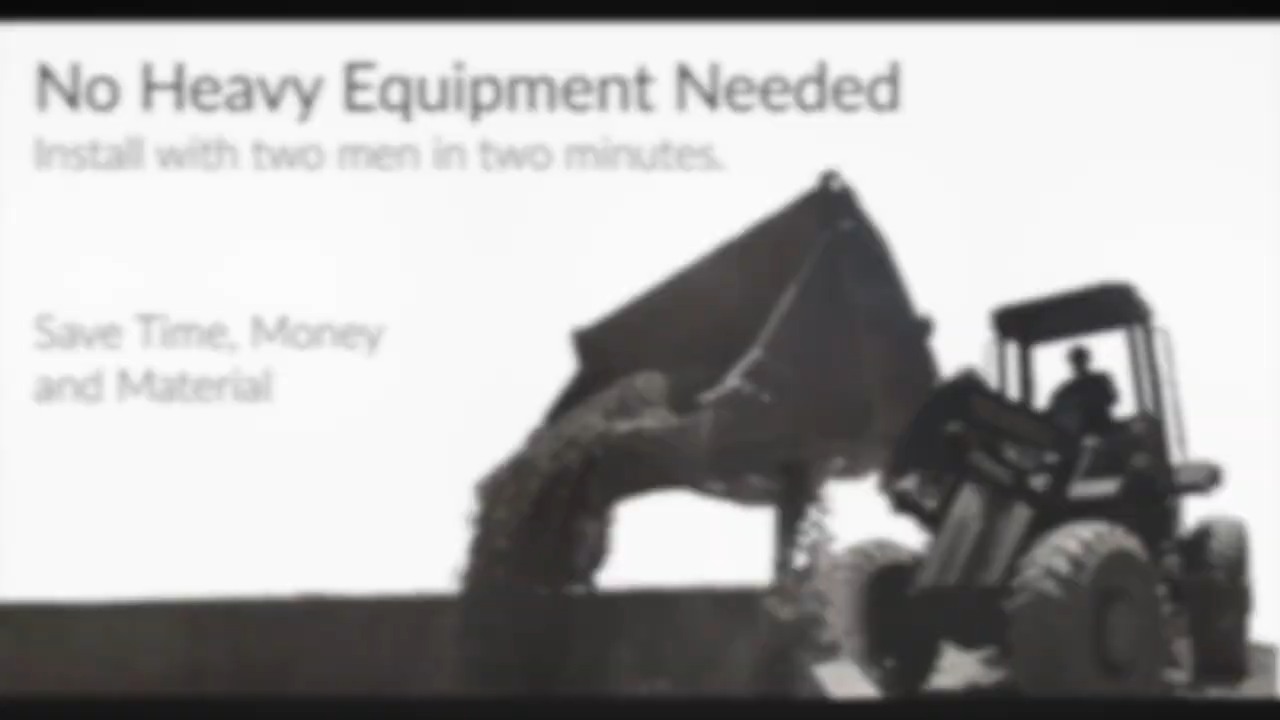 No Heavy Equipment Needed
Install with two men in two minutes.
Save Time, Money
and Material